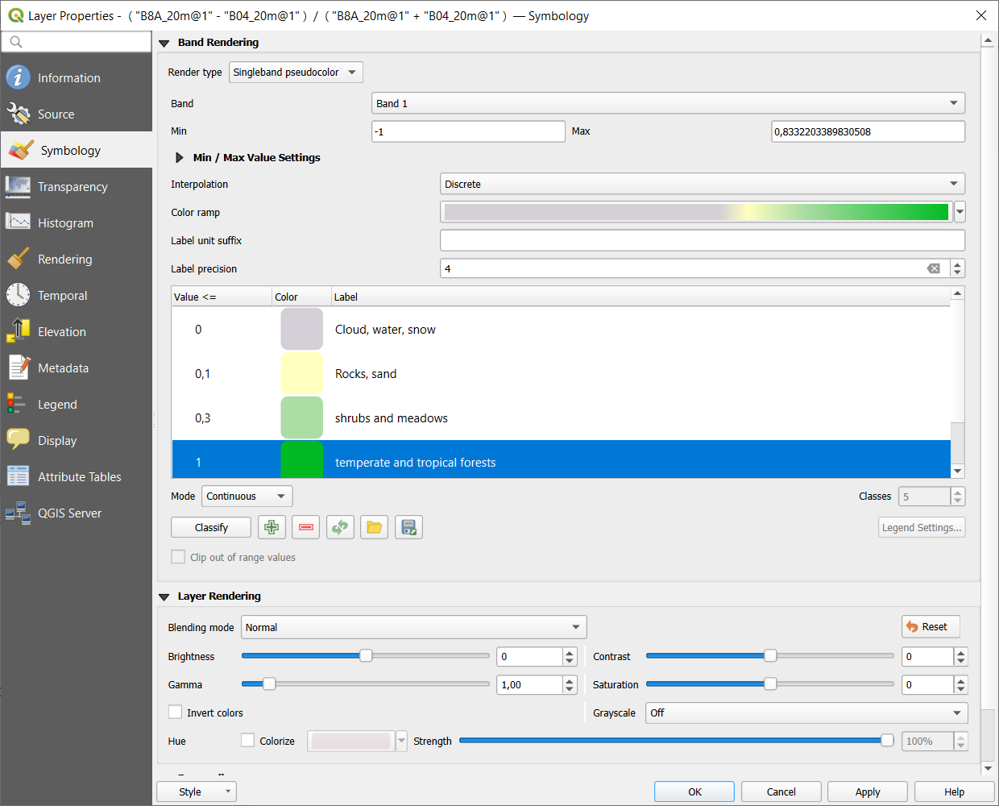 Layer Properties - ( "B8A_20m@1" - "B04_20m@1" ) / ( "B8A_20m@1" + "B04_20m@1" ) — Symbology
Information
Source
Symbology
Transparency
Histogram
Rendering
Temporal
Elevation
Metadata
Legend
Display
Attribute Tables
QGIS Server
Band Rendering
Render type Singleband pseudocolor
Band Band 1
Min -1 Max 0,8332203389830508
Min / Max Value Settings
Interpolation Discrete
Color ramp
Label unit suffix
Label precision 4
Value <= Color Label
0 Cloud, water, snow
0,1 Rocks, sand
0,3 shrubs and meadows
1 temperate and tropical forests
Mode Continuous Classes 5
Classify Legend Settings...
Clip out of range values
Layer Rendering
Blending mode Normal Reset
Brightness 0 Contrast 0
Gamma 1,00 Saturation 0
Invert colors Grayscale Off
Hue Colorize Strength 100%
Style OK Cancel Apply Help